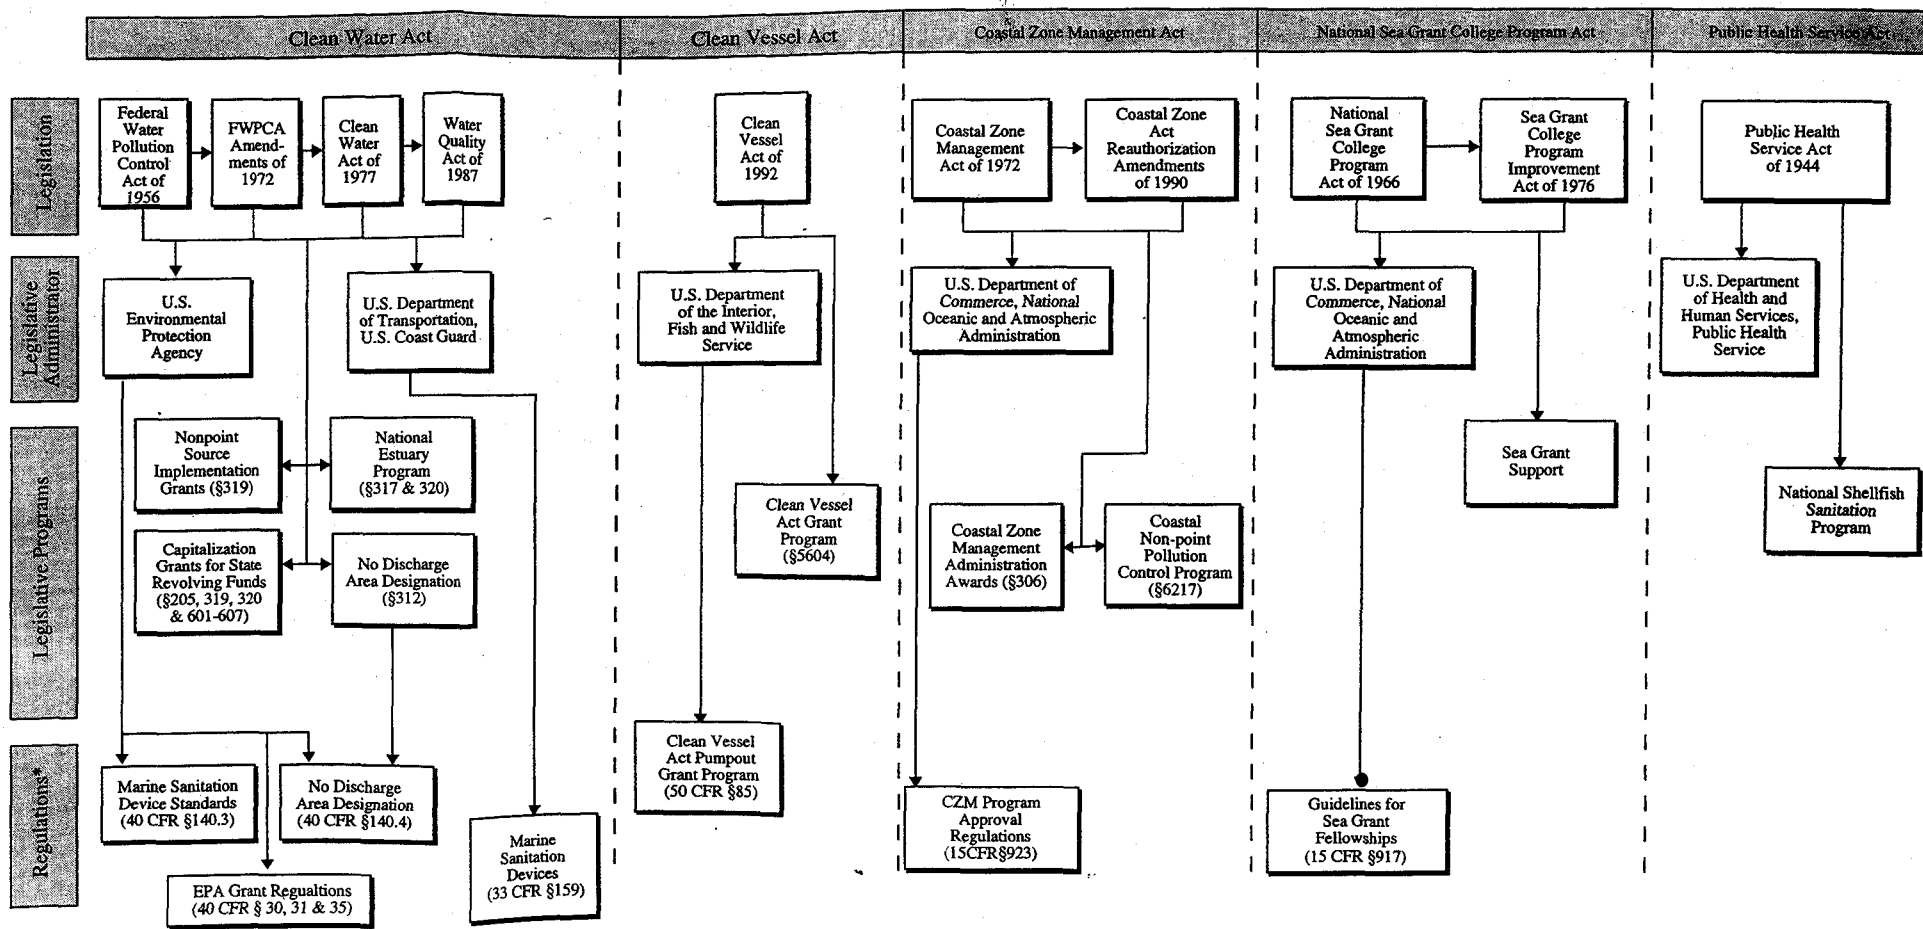 Clean Water Act
Clean Vessel Act
Coastal Zone Management Act
National Sea Grant College Program Act
Public Health Service Act
Legislation
Federal
Water
Pollution
Control
Act of
1956
FWPCA
Amend-
ments of
1972
Clean
Water
Act of
1977
Water
Quality
Act of
1987
Clean
Vessel
Act of
1992
Coastal Zone
Management
Act of 1972
Coastal Zone
Act
Reauthorization
Amendments
of 1990
National
Sea Grant
College
Program
Act of 1966
Sea Grant
College
Program
Improvement
Act of 1976
Public Health
Service Act
of 1944
Legislative
Administrator
U.S.
Environmental
Protection
Agency
U.S. Department
of Transportation,
U.S. Coast Guard
U.S. Department
of the Interior,
Fish and Wildlife
Service
U.S. Department of
Commerce, National
Oceanic and Atmospheric
Administration
U.S. Department of
Commerce, National
Oceanic and
Atmospheric
Administration
U.S. Department
of Health and
Human Services,
Public Health
Service
Legislative Programs
Nonpoint
Source
Implementation
Grants (§319)
National
Estuary
Program
(§317 & 320)
Capitalization
Grants for State
Revolving Funds
(§205, 319, 320
& 601-607)
No Discharge
Area Designation
(§312)
Clean Vessel
Act Grant
Program
(§5604)
Coastal Zone
Management
Administration
Awards (§306)
Coastal
Non-point
Pollution
Control Program
(§6217)
Sea Grant
Support
National Shellfish
Sanitation
Program
Regulations*
Marine Sanitation
Device Standards
(40 CFR §140.3)
No Discharge
Area Designation
(40 CFR §140.4)
EPA Grant Regualtions
(40 CFR § 30, 31 & 35)
Marine
Sanitation
Devices
(33 CFR §159)
Clean Vessel
Act Pumpout
Grant Program
(50 CFR §85)
CZM Program
Approval
Regulations
(15CFR§923)
Guidelines for
Sea Grant
Fellowships
(15 CFR §917)